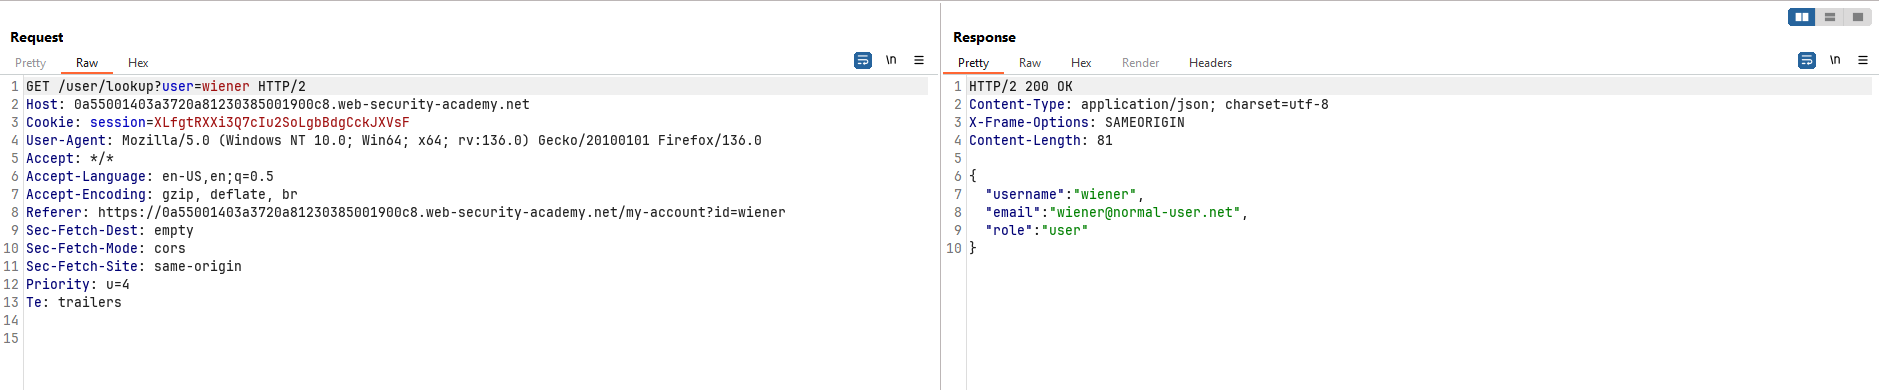 Request
Pretty Raw Hex \n
1 GET /user/lookup?user=wiener HTTP/2
2 Host: 0a55001403a3720a81230385001900c8.web-security-academy.net
3 Cookie: session=XLfgtRXXi3Q7cIu2SoLgbBdgCckJXVsF
4 User-Agent: Mozilla/5.0 (Windows NT 10.0; Win64; x64; rv:136.0) Gecko/20100101 Firefox/136.0
5 Accept: */*
6 Accept-Language: en-US,en;q=0.5
7 Accept-Encoding: gzip, deflate, br
8 Referer: https://0a55001403a3720a81230385001900c8.web-security-academy.net/my-account?id=wiener
9 Sec-Fetch-Dest: empty
10 Sec-Fetch-Mode: cors
11 Sec-Fetch-Site: same-origin
12 Priority: u=4
13 Te: trailers
14
15
Response
Pretty Raw Hex Render Headers \n
1 HTTP/2 200 OK
2 Content-Type: application/json; charset=utf-8
3 X-Frame-Options: SAMEORIGIN
4 Content-Length: 81
5
6 {
7 "username":"wiener",
8 "email":"wiener@normal-user.net",
9 "role":"user"
10 }